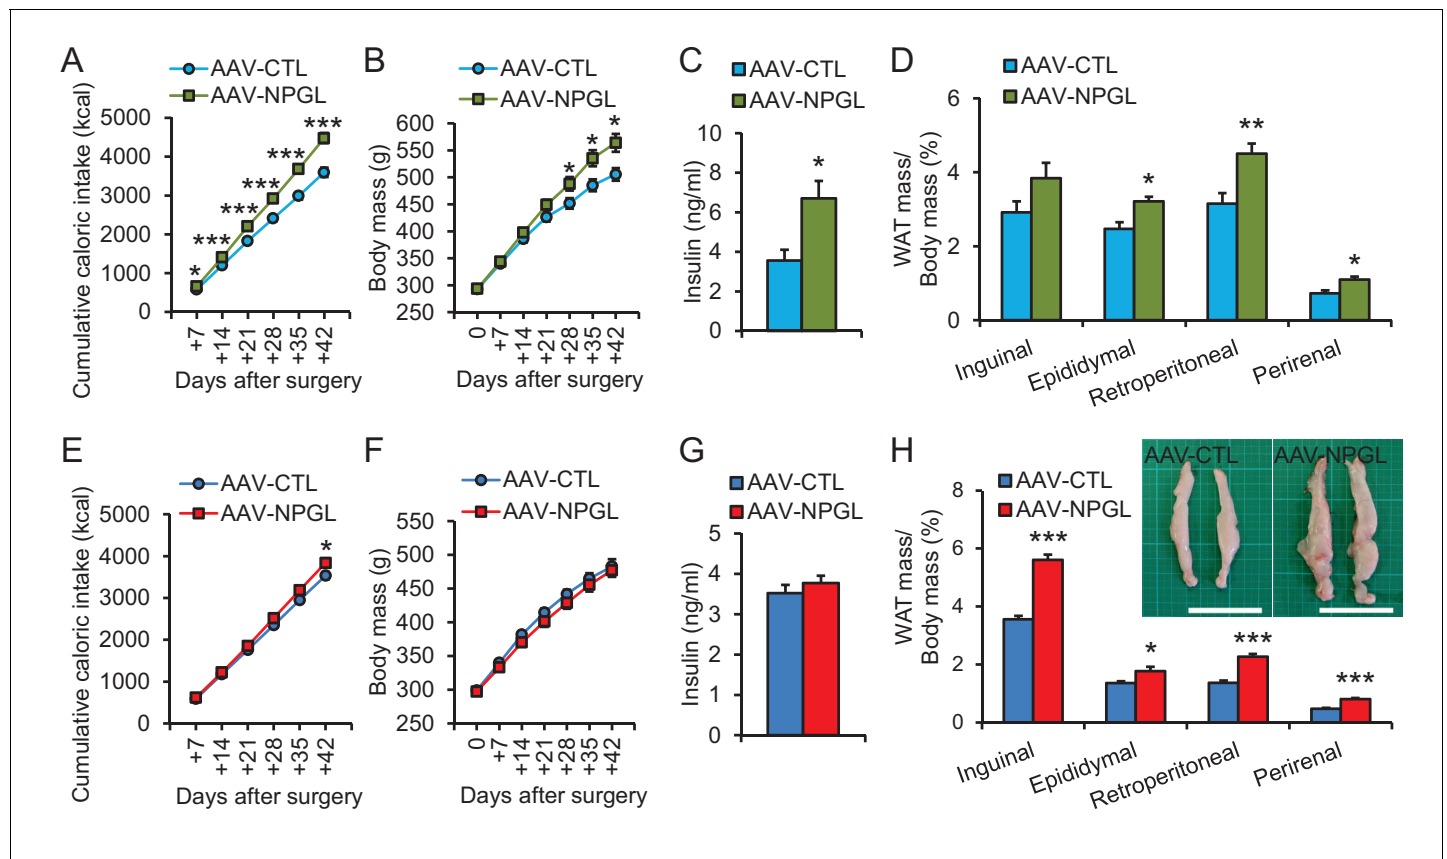 A
AAV-CTL
AAV-NPGL
Cumulative caloric intake (kcal)
5000
4000
3000
2000
1000
0
*
***
***
***
***
***
+7
+14
+21
+28
+35
+42
Days after surgery
B
AAV-CTL
AAV-NPGL
Body mass (g)
600
550
500
450
400
350
300
250
*
*
*
0
+7
+14
+21
+28
+35
+42
Days after surgery
C
AAV-CTL
AAV-NPGL
Insulin (ng/ml)
10
8
6
4
2
0
*
D
AAV-CTL
AAV-NPGL
WAT mass/
Body mass (%)
6
4
2
0
*
**
*
Inguinal
Epididymal
Retroperitoneal
Perirenal
E
AAV-CTL
AAV-NPGL
Cumulative caloric intake (kcal)
5000
4000
3000
2000
1000
0
*
+7
+14
+21
+28
+35
+42
Days after surgery
F
AAV-CTL
AAV-NPGL
Body mass (g)
550
500
450
400
350
300
250
0
+7
+14
+21
+28
+35
+42
Days after surgery
G
AAV-CTL
AAV-NPGL
Insulin (ng/ml)
5
4
3
2
1
0
H
AAV-CTL
AAV-NPGL
WAT mass/
Body mass (%)
8
6
4
2
0
***
*
***
***
Inguinal
Epididymal
Retroperitoneal
Perirenal
AAV-CTL
AAV-NPGL